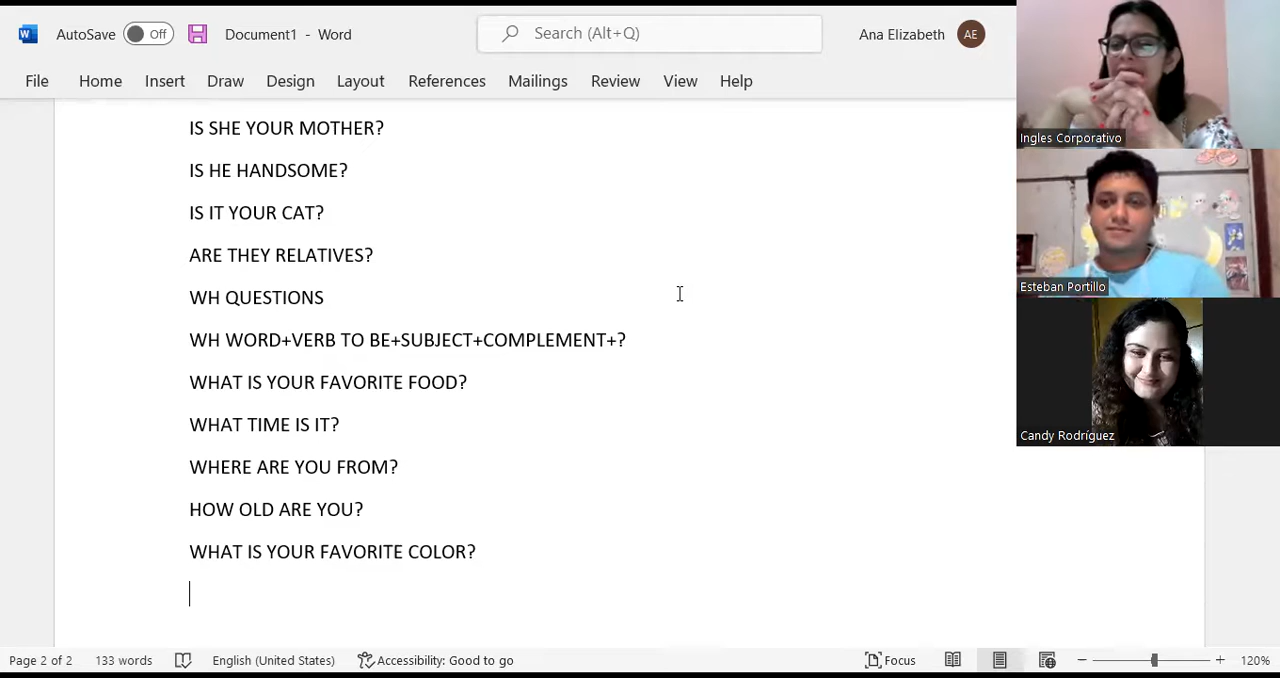 AutoSave Off Document1 - Word Search (Alt+Q) Ana Elizabeth AE
File Home Insert Draw Design Layout References Mailings Review View Help
IS SHE YOUR MOTHER?
IS HE HANDSOME?
IS IT YOUR CAT?
ARE THEY RELATIVES?
WH QUESTIONS
WH WORD+VERB TO BE+SUBJECT+COMPLEMENT+?
WHAT IS YOUR FAVORITE FOOD?
WHAT TIME IS IT?
WHERE ARE YOU FROM?
HOW OLD ARE YOU?
WHAT IS YOUR FAVORITE COLOR?
Ingles Corporativo
Esteban Portillo
Candy Rodríguez
Page 2 of 2 133 words English (United States) Accessibility: Good to go Focus 120%